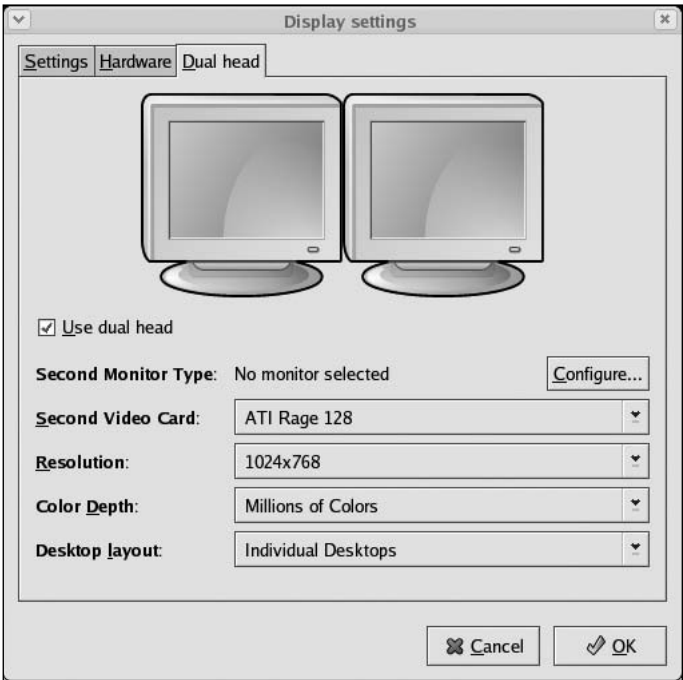 Display settings
Settings Hardware Dual head
Use dual head
Second Monitor Type: No monitor selected Configure...
Second Video Card: ATI Rage 128
Resolution: 1024x768
Color Depth: Millions of Colors
Desktop layout: Individual Desktops
Cancel OK